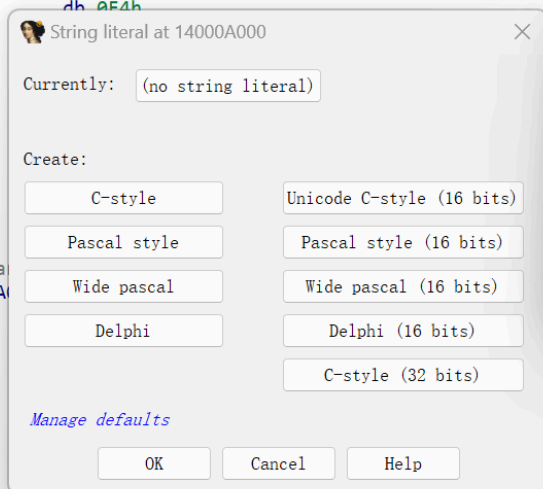 db 0E4h
String literal at 14000A000
Currently: (no string literal)
Create:
C-style Unicode C-style (16 bits)
Pascal style Pascal style (16 bits)
Wide pascal Wide pascal (16 bits)
Delphi Delphi (16 bits)
C-style (32 bits)
Manage defaults
OK Cancel Help